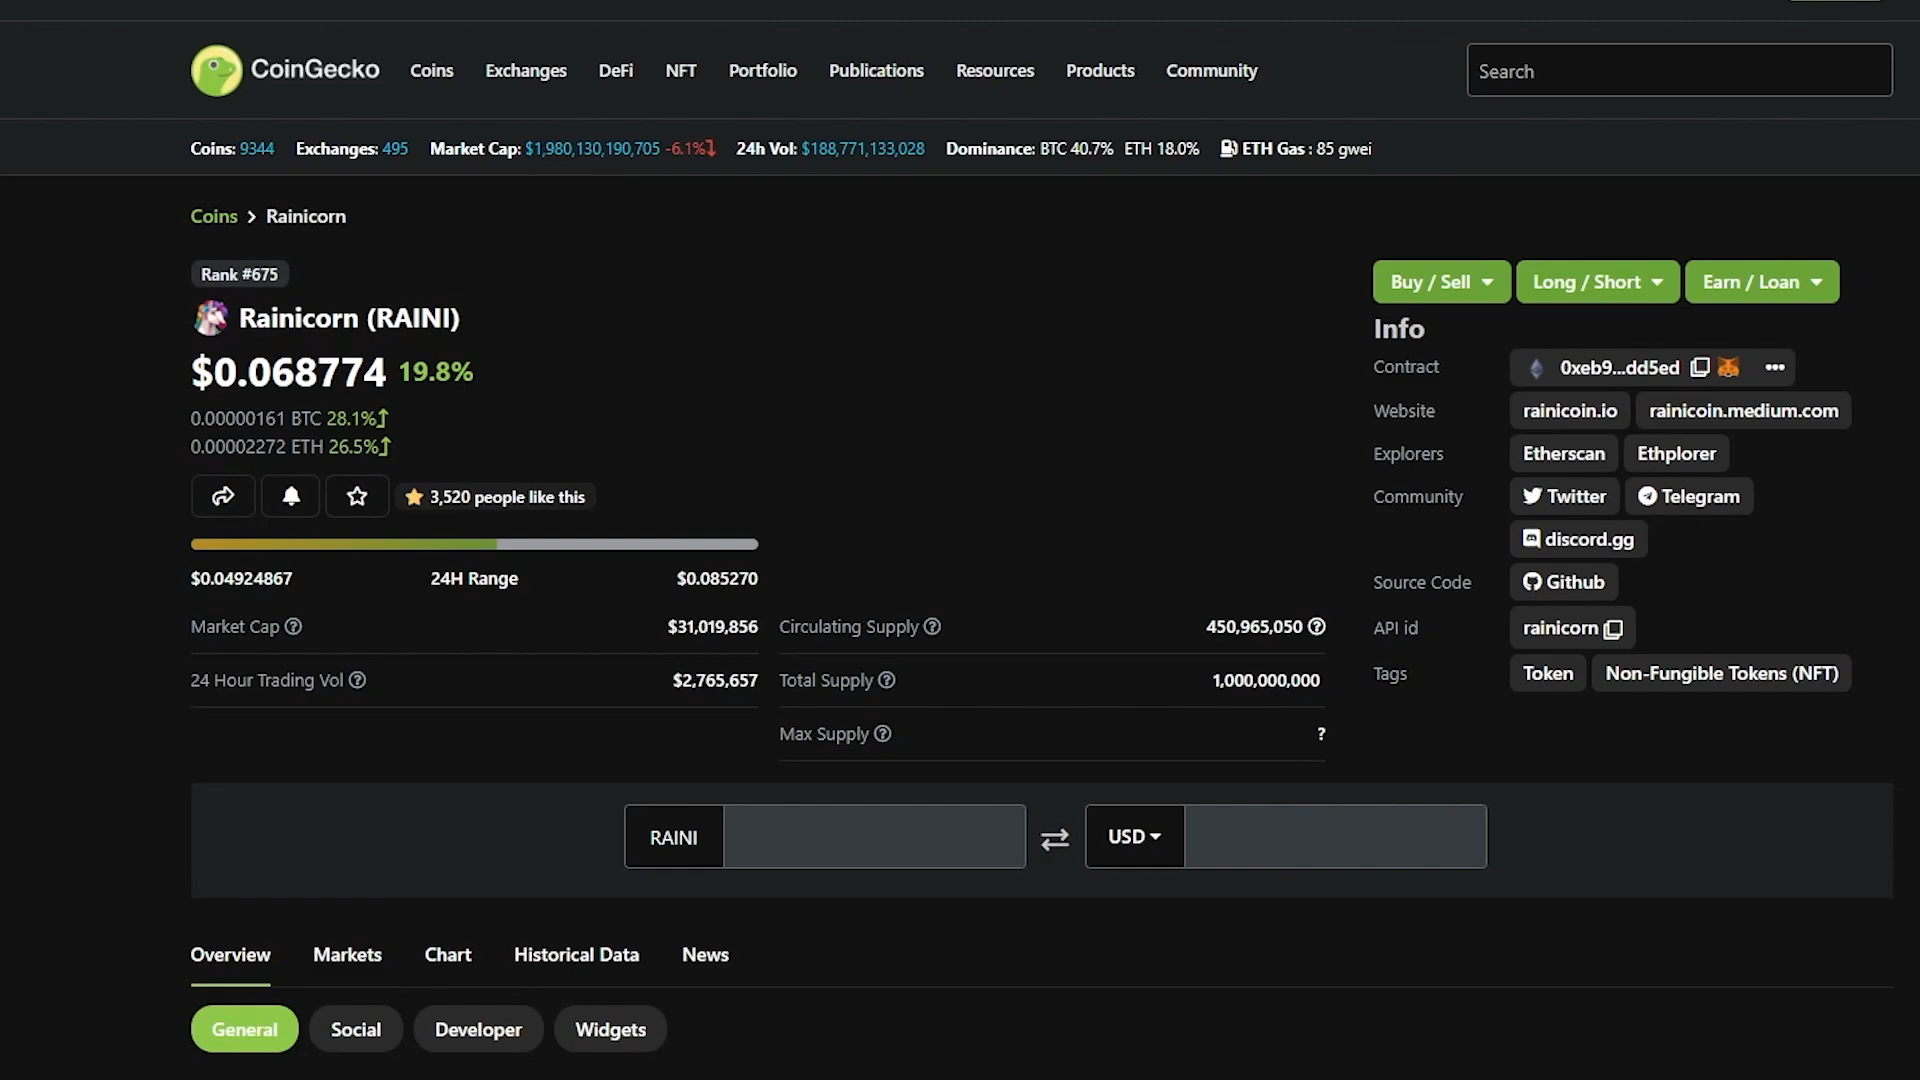 CoinGecko Coins Exchanges DeFi NFT Portfolio Publications Resources Products Community Search
Coins: 9344 Exchanges: 495 Market Cap: $1,980,130,190,705 -6.1% 24h Vol: $188,771,133,028 Dominance: BTC 40.7% ETH 18.0% ETH Gas : 85 gwei
Coins > Rainicorn
Rank #675
Rainicorn (RAINI)
$0.068774 19.8%
0.00000161 BTC 28.1%
0.00002272 ETH 26.5%
3,520 people like this
$0.04924867 24H Range $0.085270
Market Cap ? $31,019,856
24 Hour Trading Vol ? $2,765,657
Circulating Supply ? 450,965,050 ?
Total Supply ? 1,000,000,000
Max Supply ? ?
Buy / Sell Long / Short Earn / Loan
Info
Contract 0xeb9...dd5ed •••
Website rainicoin.io rainicoin.medium.com
Explorers Etherscan Ethplorer
Community Twitter Telegram
discord.gg
Source Code Github
API id rainicorn
Tags Token Non-Fungible Tokens (NFT)
RAINI USD
Overview Markets Chart Historical Data News
General Social Developer Widgets